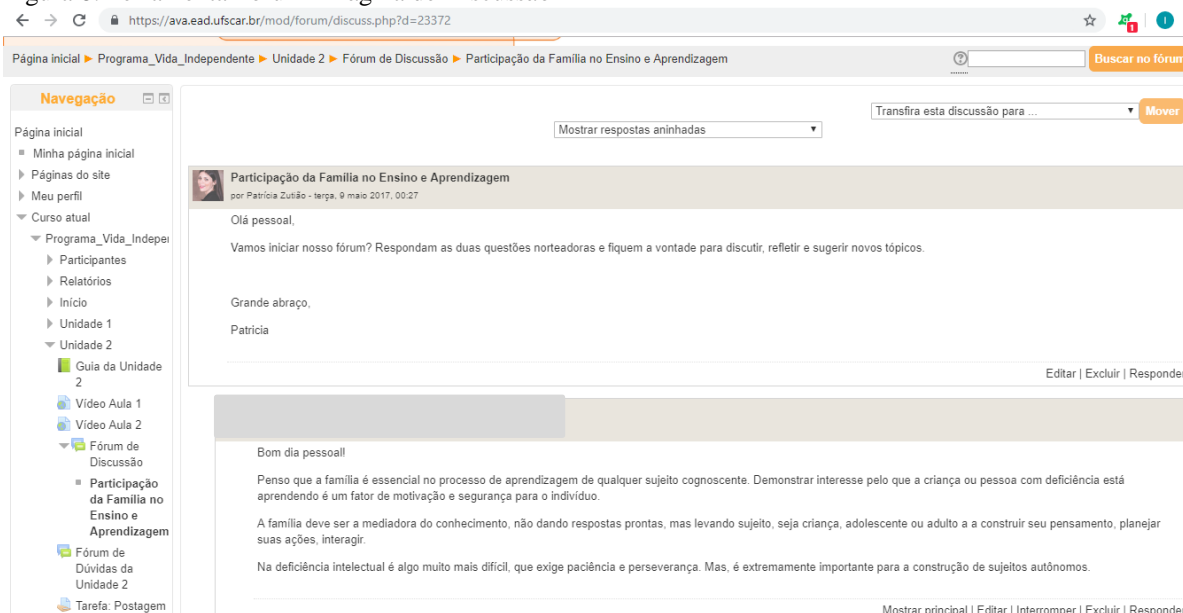 https://ava.ead.ufscar.br/mod/forum/discuss.php?d=23372
Página inicial ► Programa_Vida_Independente ► Unidade 2 ► Fórum de Discussão ► Participação da Família no Ensino e Aprendizagem
Buscar no fórum
Navegação
Página inicial
Minha página inicial
Páginas do site
Meu perfil
Curso atual
Programa_Vida_Indeper
Participantes
Relatórios
Início
Unidade 1
Unidade 2
Guia da Unidade
2
Vídeo Aula 1
Vídeo Aula 2
Fórum de
Discussão
Participação
da Família no
Ensino e
Aprendizagem
Fórum de
Dúvidas da
Unidade 2
Tarefa: Postagem
Transfira esta discussão para ...
Mover
Mostrar respostas aninhadas
Participação da Família no Ensino e Aprendizagem
por Patrícia Zutião - terça, 9 maio 2017, 00:27
Olá pessoal,
Vamos iniciar nosso fórum? Respondam as duas questões norteadoras e fiquem a vontade para discutir, refletir e sugerir novos tópicos.
Grande abraço,
Patricia
Editar | Excluir | Responder
Bom dia pessoal!
Penso que a família é essencial no processo de aprendizagem de qualquer sujeito cognoscente. Demonstrar interesse pelo que a criança ou pessoa com deficiência está
aprendendo é um fator de motivação e segurança para o indivíduo.
A família deve ser a mediadora do conhecimento, não dando respostas prontas, mas levando sujeito, seja criança, adolescente ou adulto a a construir seu pensamento, planejar
suas ações, interagir.
Na deficiência intelectual é algo muito mais difícil, que exige paciência e perseverança. Mas, é extremamente importante para a construção de sujeitos autônomos.
Mostrar principal | Editar | Interromper | Excluir | Responder